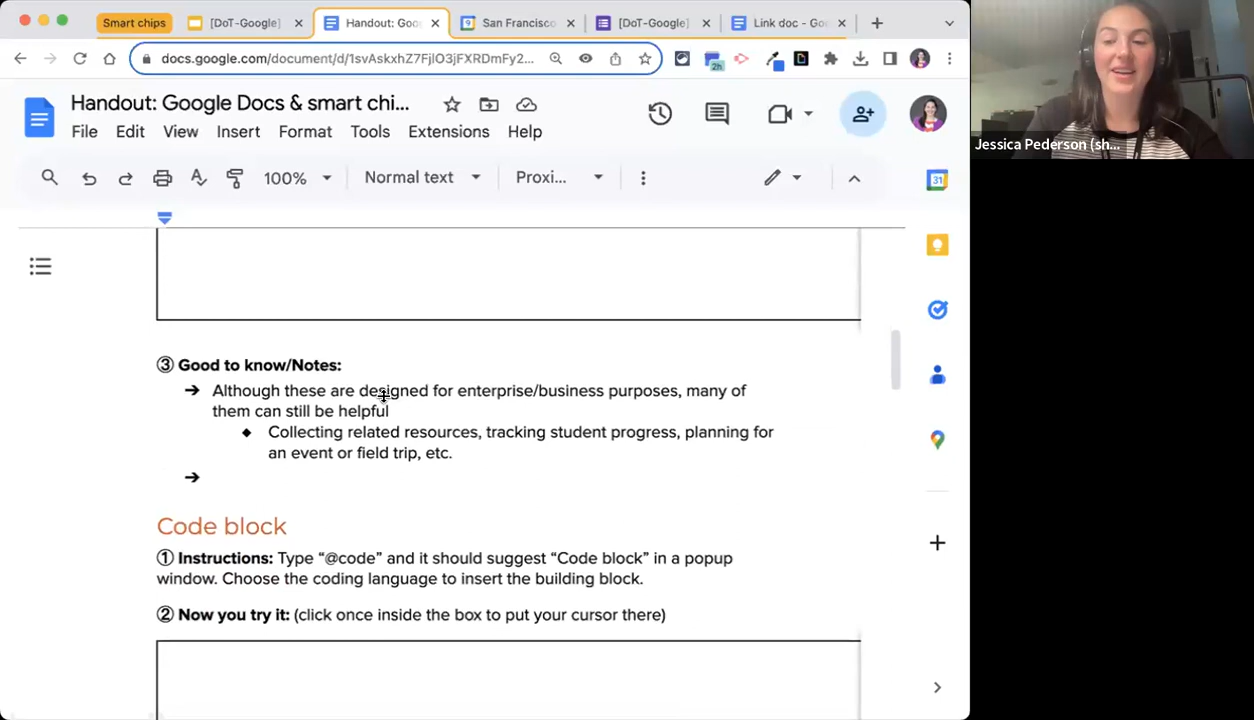 Smart chips
[DoT-Google]
Handout: Goo
San Francisco
[DoT-Google]
Link doc - Go
docs.google.com/document/d/1svAskxhZ7FjIO3jFXRDmFy2...
2h
Handout: Google Docs & smart chi...
File Edit View Insert Format Tools Extensions Help
100% Normal text Proxi...
31
Jessica Pederson (sh...
③ Good to know/Notes:
➔ Although these are designed for enterprise/business purposes, many of
them can still be helpful
◆ Collecting related resources, tracking student progress, planning for
an event or field trip, etc.
➔
Code block
① Instructions: Type “@code” and it should suggest “Code block” in a popup
window. Choose the coding language to insert the building block.
② Now you try it: (click once inside the box to put your cursor there)